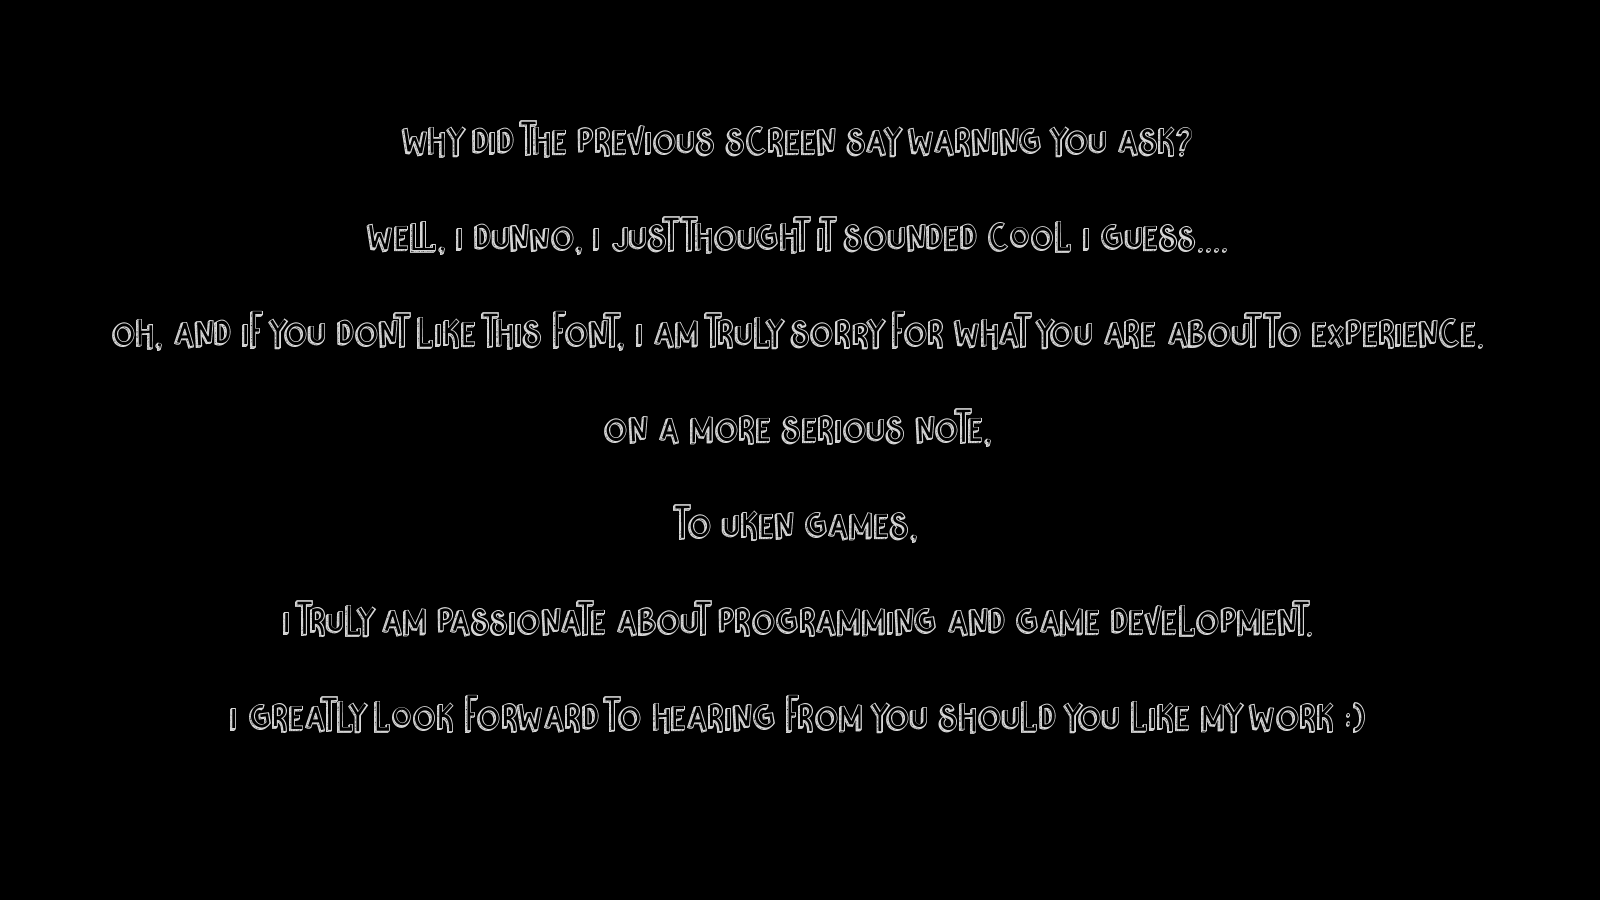 WHY DID THE PREVIOUS SCREEN SAY WARNING YOU ASK?
WELL, I DUNNO, I JUST THOUGHT IT SOUNDED COOL I GUESS....
OH, AND IF YOU DONT LIKE THIS FONT, I AM TRULY SORRY FOR WHAT YOU ARE ABOUT TO EXPERIENCE.
ON A MORE SERIOUS NOTE,
TO UKEN GAMES,
I TRULY AM PASSIONATE ABOUT PROGRAMMING AND GAME DEVELOPMENT.
I GREATLY LOOK FORWARD TO HEARING FROM YOU SHOULD YOU LIKE MY WORK :)